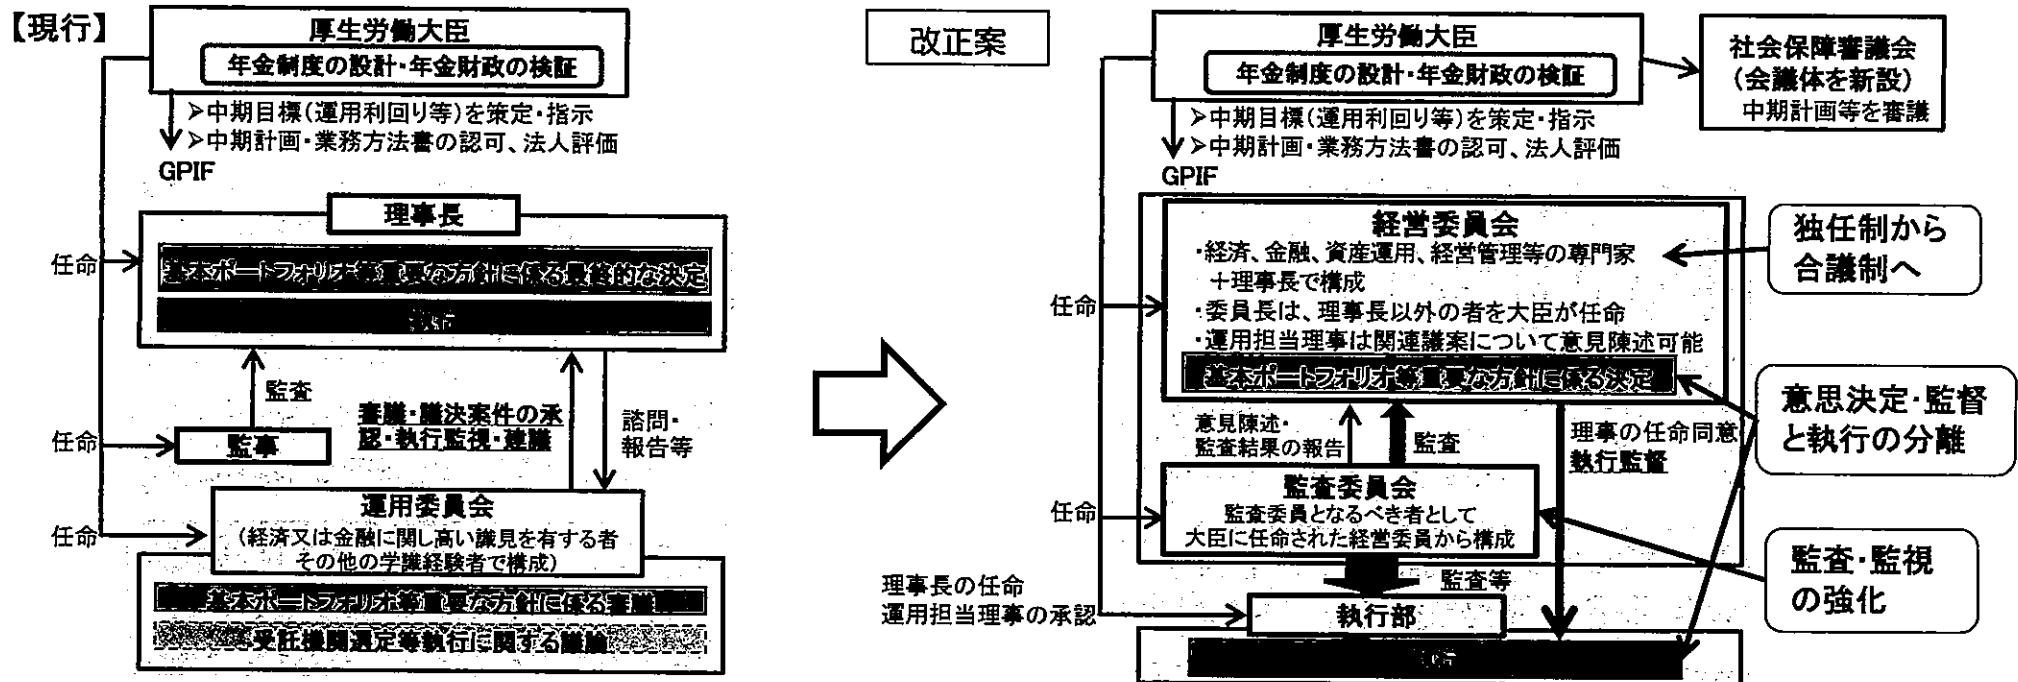 【現行】
厚生労働大臣
年金制度の設計・年金財政の検証
➢中期目標(運用利回り等)を策定・指示
➢中期計画・業務方法書の認可、法人評価
GPIF
理事長
任命
基本ポートフォリオ等重要な方針に係る最終的な決定
執行
監査
審議・議決案件の承
認・執行監視・建議
諮問・
報告等
任命
監事
運用委員会
任命
(経済又は金融に関し高い識見を有する者
その他の学識経験者で構成)
基本ポートフォリオ等重要な方針に係る審議
受託機関選定等執行に関する議論
改正案
厚生労働大臣
年金制度の設計・年金財政の検証
社会保障審議会
(会議体を新設)
中期計画等を審議
➢中期目標(運用利回り等)を策定・指示
➢中期計画・業務方法書の認可、法人評価
GPIF
経営委員会
・経済、金融、資産運用、経営管理等の専門家
+理事長で構成
・委員長は、理事長以外の者を大臣が任命
・運用担当理事は関連議案について意見陳述可能
基本ポートフォリオ等重要な方針に係る決定
任命
独任制から
合議制へ
意見陳述・
監査結果の報告
監査
理事の任命同意
執行監督
意思決定・監督
と執行の分離
監査委員会
監査委員となるべき者として
大臣に任命された経営委員から構成
任命
監査・監視
の強化
理事長の任命
運用担当理事の承認
監査等
執行部